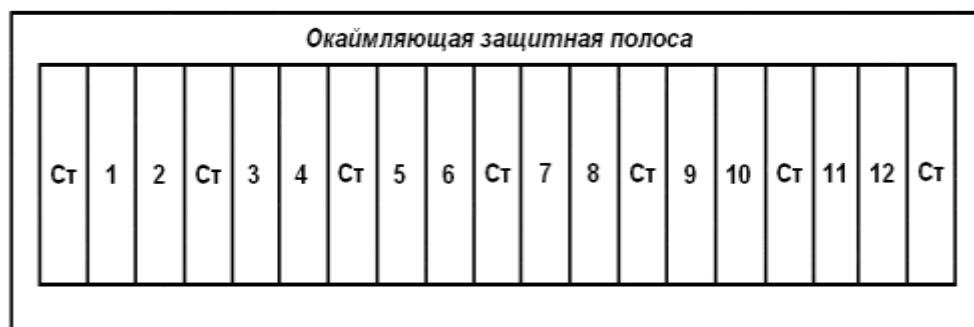 Окаймляющая защитная полоса
Ст 1 2 Ст 3 4 Ст 5 6 Ст 7 8 Ст 9 10 Ст 11 12 Ст